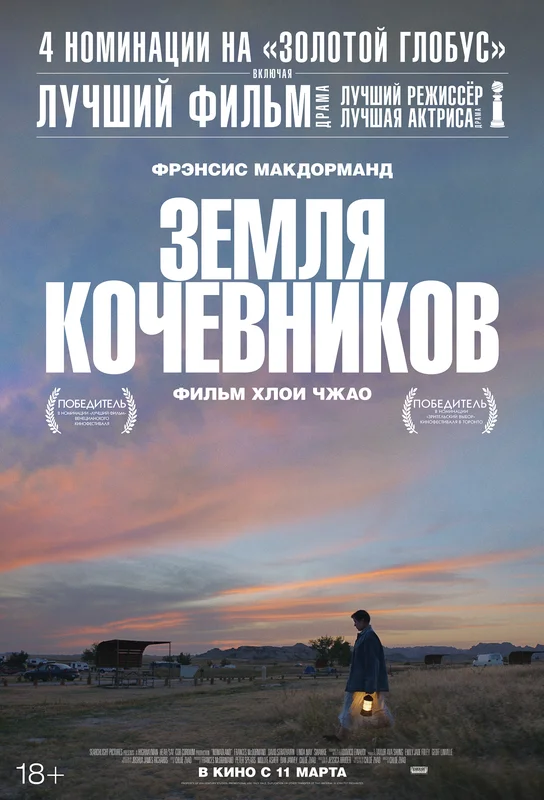 4 НОМИНАЦИИ НА «ЗОЛОТОЙ ГЛОБУС»
ВКЛЮЧАЯ
ЛУЧШИЙ ФИЛЬМ ДРАМА
ЛУЧШИЙ РЕЖИССЁР
ЛУЧШАЯ АКТРИСА ДРАМА
ФРЭНСИС МАКДОРМАНД
ЗЕМЛЯ
КОЧЕВНИКОВ
ФИЛЬМ ХЛОИ ЧЖАО
ПОБЕДИТЕЛЬ
В НОМИНАЦИИ «ЛУЧШИЙ ФИЛЬМ»
ВЕНЕЦИАНСКОГО
КИНОФЕСТИВАЛЯ
ПОБЕДИТЕЛЬ
В НОМИНАЦИИ
«ЗРИТЕЛЬСКИЙ ВЫБОР»
КИНОФЕСТИВАЛЯ В ТОРОНТО
18+
В КИНО С 11 МАРТА